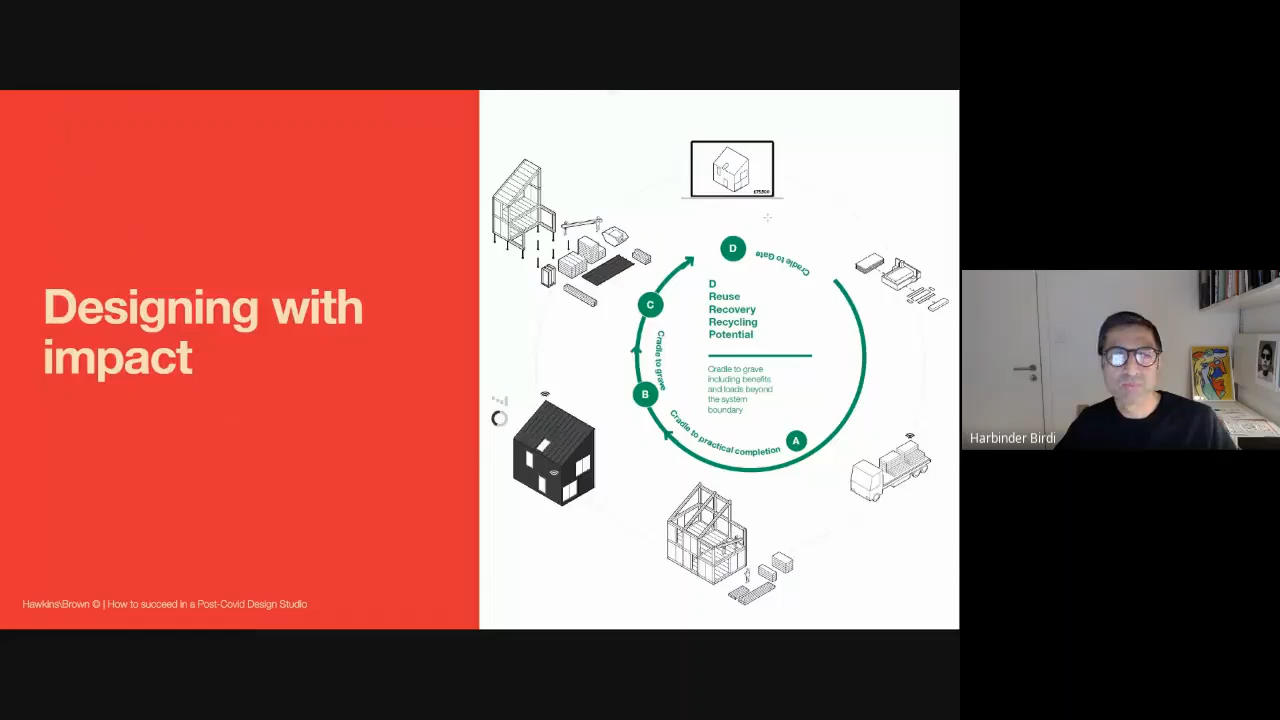 Designing with
impact
Hawkins\Brown © | How to succeed in a Post-Covid Design Studio
£75,500
D
Cradle to Gate
C
D
Reuse
Recovery
Recycling
Potential
Cradle to grave
Cradle to grave
including benefits
and loads beyond
the system
boundary
B
Cradle to practical completion
A
Harbinder Birdi